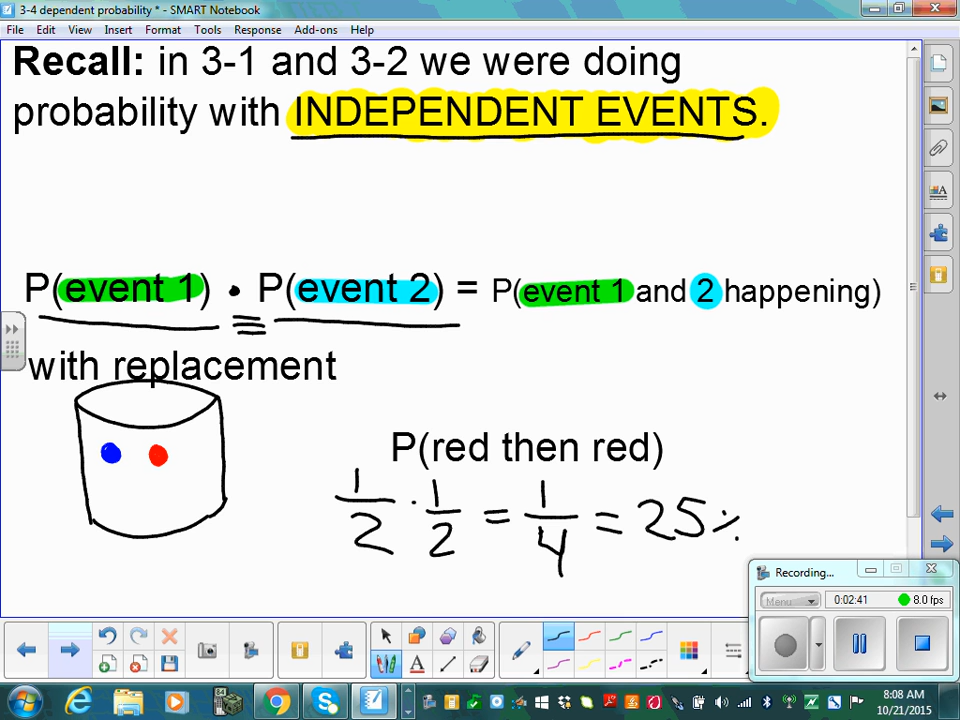 3-4 dependent probability * - SMART Notebook
File Edit View Insert Format Tools Response Add-ons Help
Recall: in 3-1 and 3-2 we were doing
probability with INDEPENDENT EVENTS.
P(event 1) • P(event 2) = P(event 1 and 2 happening)
with replacement
P(red then red)
1/2 · 1/2 = 1/4 = 25%
Recording...
Menu 0:02:41 8.0 fps
8:08 AM
10/21/2015